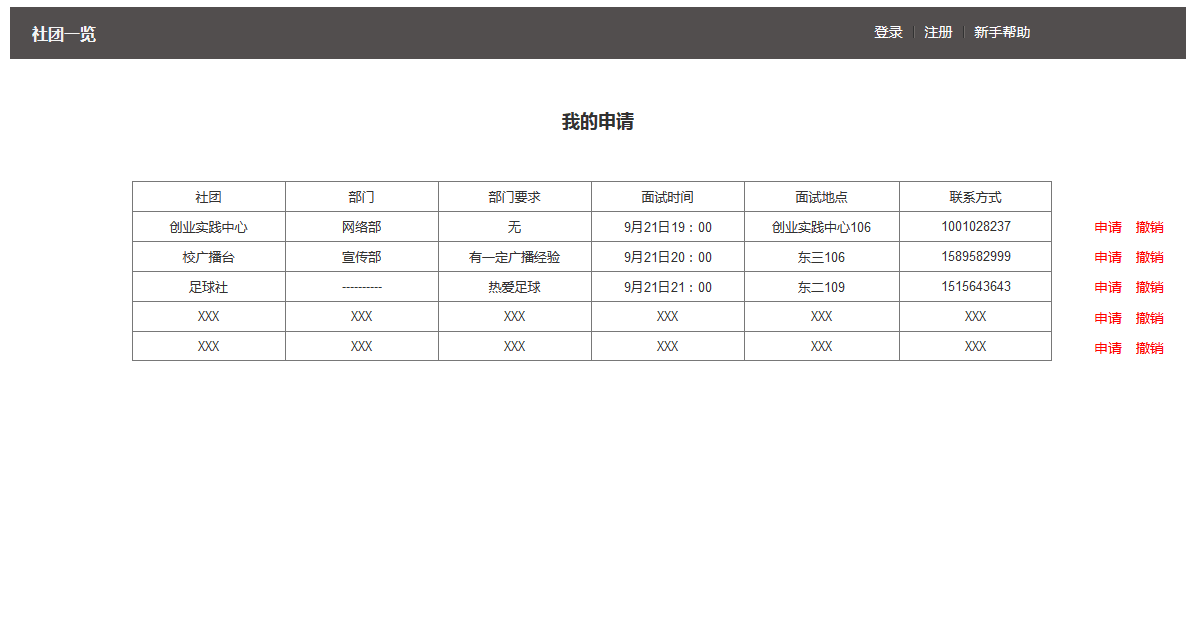 社团一览 登录 注册 新手帮助
我的申请
社团 部门 部门要求 面试时间 面试地点 联系方式
创业实践中心 网络部 无 9月21日19：00 创业实践中心106 1001028237 申请 撤销
校广播台 宣传部 有一定广播经验 9月21日20：00 东三106 1589582999 申请 撤销
足球社 ---------- 热爱足球 9月21日21：00 东二109 1515643643 申请 撤销
XXX XXX XXX XXX XXX XXX 申请 撤销
XXX XXX XXX XXX XXX XXX 申请 撤销